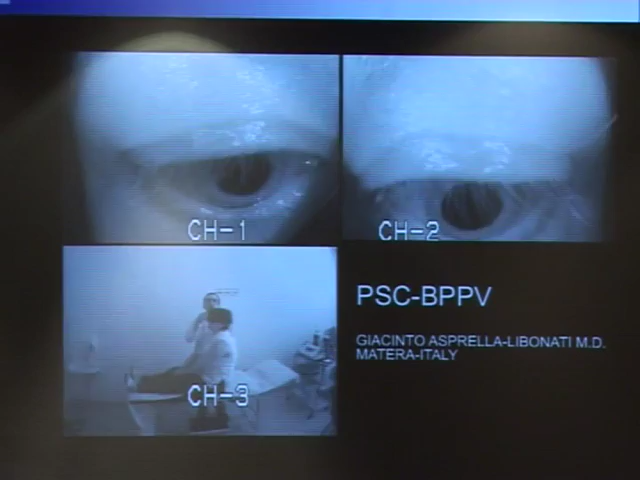 CH-1
CH-2
CH-3
PSC-BPPV
GIACINTO ASPRELLA-LIBONATI M.D.
MATERA-ITALY